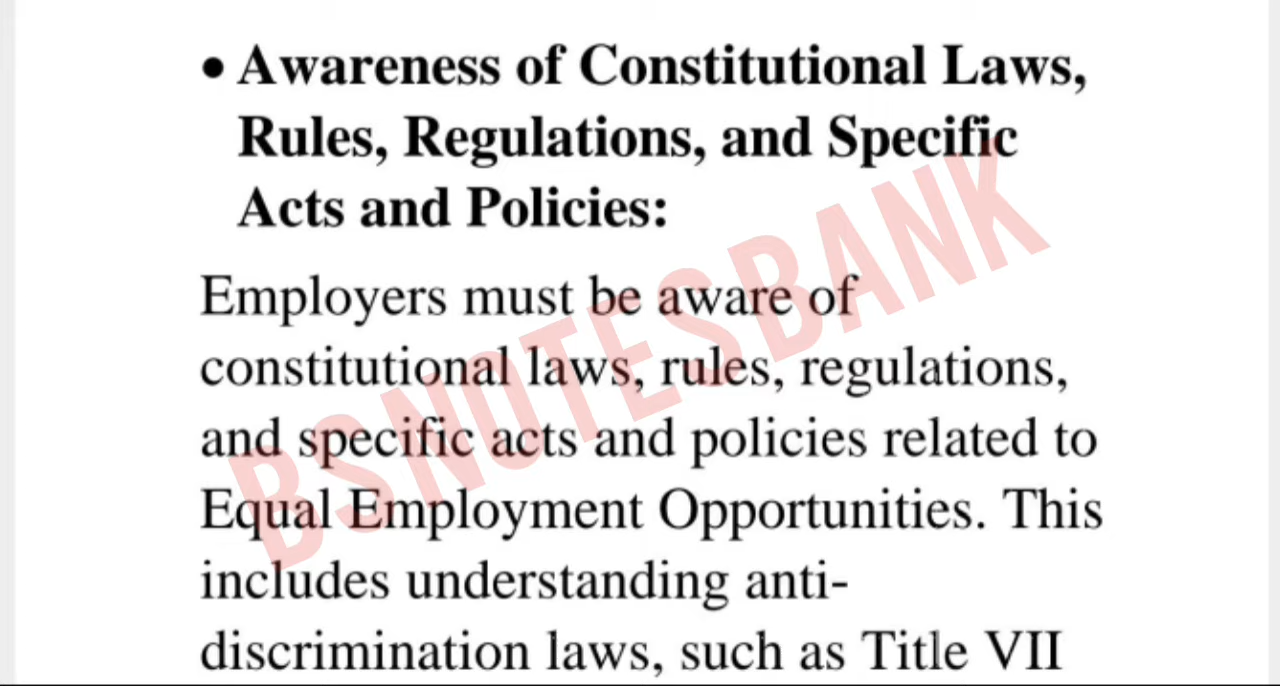 • Awareness of Constitutional Laws,
Rules, Regulations, and Specific
Acts and Policies:
Employers must be aware of
constitutional laws, rules, regulations,
and specific acts and policies related to
Equal Employment Opportunities. This
includes understanding anti-
discrimination laws, such as Title VII
BSNOTESBANK